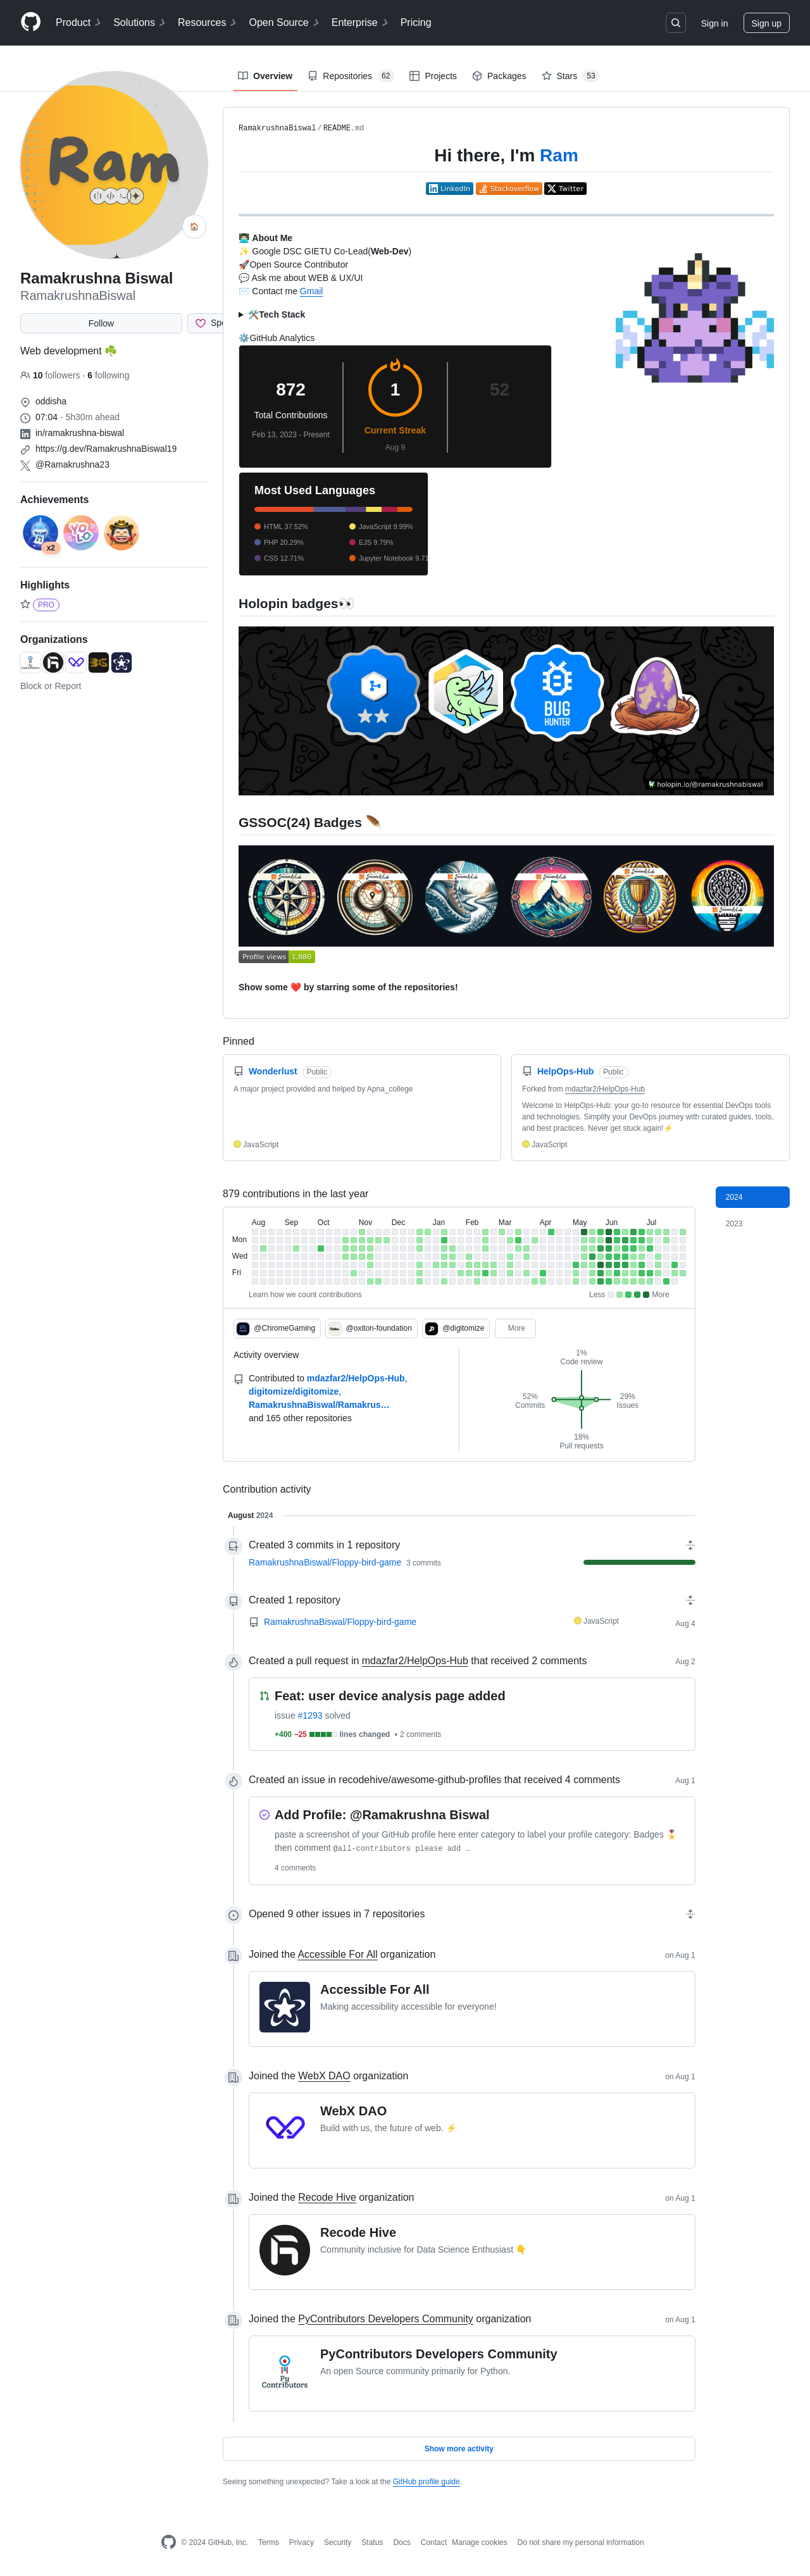 Product Solutions Resources Open Source Enterprise Pricing Sign in Sign up
Overview Repositories 62 Projects Packages Stars 53
Ram
Ramakrushna Biswal
RamakrushnaBiswal
Follow
Web development ☘️
10 followers · 6 following
oddisha
07:04 - 5h30m ahead
in/ramakrushna-biswal
https://g.dev/RamakrushnaBiswal19
@Ramakrushna23
Achievements
YOLO
x2
Highlights
PRO
Organizations
Block or Report
RamakrushnaBiswal/README.md
Hi there, I'm Ram
LinkedIn Stackoverflow Twitter
👨‍💻 About Me
✨ Google DSC GIETU Co-Lead(Web-Dev)
🚀Open Source Contributor
💬 Ask me about WEB & UX/UI
✉️ Contact me Gmail
🛠️Tech Stack
⚙️GitHub Analytics
872
Total Contributions
Feb 13, 2023 - Present
1
Current Streak
Aug 9
52
Most Used Languages
HTML 37.52% JavaScript 9.99%
PHP 20.29% EJS 9.79%
CSS 12.71% Jupyter Notebook 9.71
Holopin badges👀
BUG
HUNTER
holopin.io/@ramakrushnabiswal
GSSOC(24) Badges 🪶
Profile views 1,880
Show some ❤️ by starring some of the repositories!
Pinned
Wonderlust Public
A major project provided and helped by Apna_college
JavaScript
HelpOps-Hub Public
Forked from mdazfar2/HelpOps-Hub
Welcome to HelpOps-Hub: your go-to resource for essential DevOps tools
and technologies. Simplify your DevOps journey with curated guides, tools,
and best practices. Never get stuck again!⚡
JavaScript
879 contributions in the last year
2024
2023
Aug Sep Oct Nov Dec Jan Feb Mar Apr May Jun Jul
Mon
Wed
Fri
Learn how we count contributions Less More
@ChromeGaming @oxiton-foundation @digitomize More
Activity overview
Contributed to mdazfar2/HelpOps-Hub,
digitomize/digitomize,
RamakrushnaBiswal/Ramakrus…
and 165 other repositories
1%
Code review
52%
Commits
29%
Issues
18%
Pull requests
Contribution activity
August 2024
Created 3 commits in 1 repository
RamakrushnaBiswal/Floppy-bird-game 3 commits
Created 1 repository
RamakrushnaBiswal/Floppy-bird-game JavaScript Aug 4
Created a pull request in mdazfar2/HelpOps-Hub that received 2 comments Aug 2
Feat: user device analysis page added
issue #1293 solved
+400 −25 lines changed • 2 comments
Created an issue in recodehive/awesome-github-profiles that received 4 comments Aug 1
Add Profile: @Ramakrushna Biswal
paste a screenshot of your GitHub profile here enter category to label your profile category: Badges 🎖️
then comment @all-contributors please add …
4 comments
Opened 9 other issues in 7 repositories
Joined the Accessible For All organization on Aug 1
Accessible For All
Making accessibility accessible for everyone!
Joined the WebX DAO organization on Aug 1
WebX DAO
Build with us, the future of web. ⚡
Joined the Recode Hive organization on Aug 1
Recode Hive
Community inclusive for Data Science Enthusiast 👇
Joined the PyContributors Developers Community organization on Aug 1
Py
Contributors
PyContributors Developers Community
An open Source community primarily for Python.
Show more activity
Seeing something unexpected? Take a look at the GitHub profile guide.
© 2024 GitHub, Inc. Terms Privacy Security Status Docs Contact Manage cookies Do not share my personal information